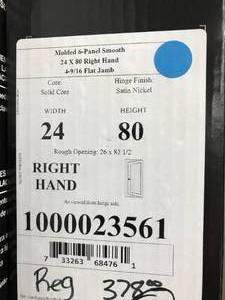 Molded 6-Panel Smooth
24 X 80 Right Hand
4-9/16 Flat Jamb
Core: Hinge Finish:
Solid Core Satin Nickel
WIDTH HEIGHT
24 80
Rough Opening: 26 x 82 1/2
RIGHT
HAND
As viewed from hinge side.
1000023561
7 33263 68476 1
Reg 378.00